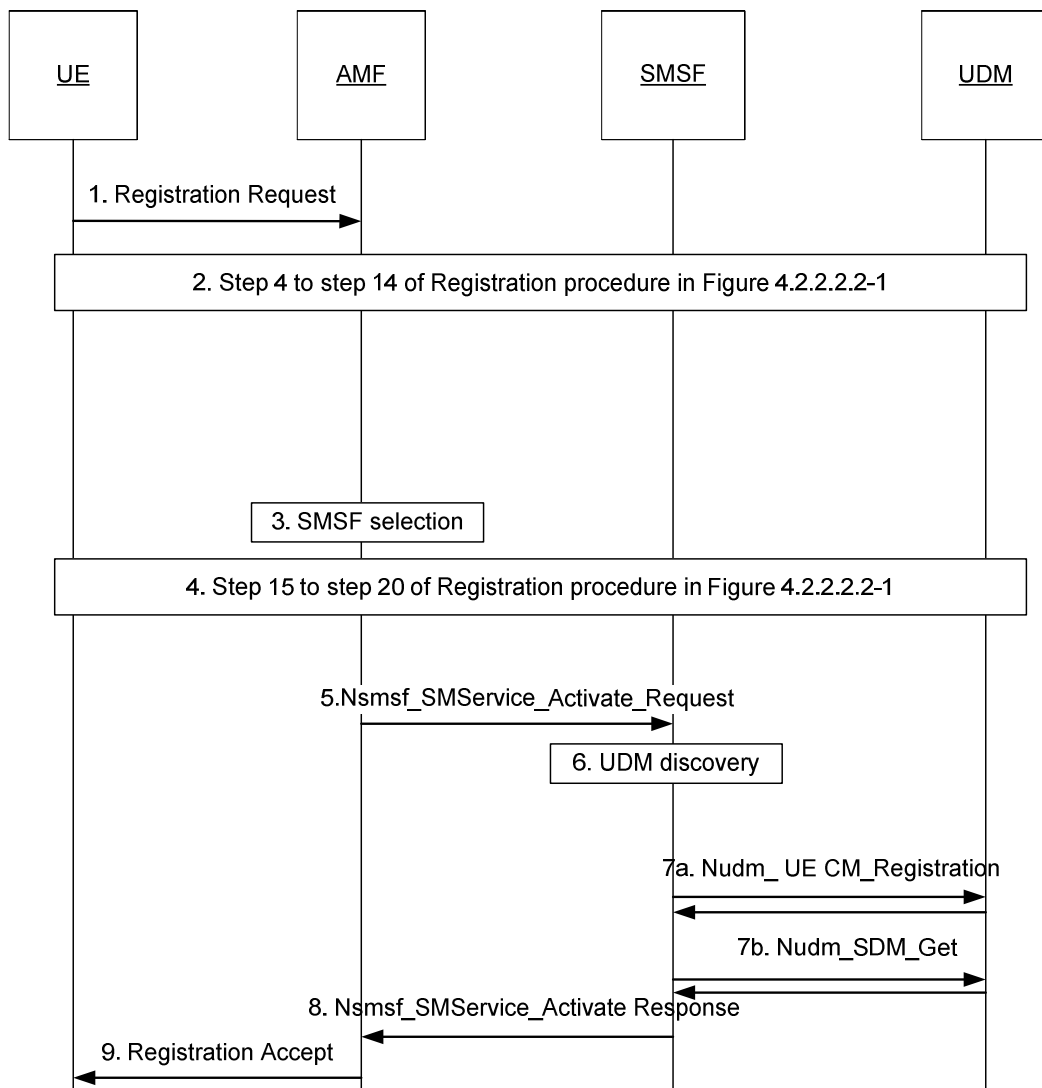 UE
AMF
SMSF
UDM
1. Registration Request
2. Step 4 to step 14 of Registration procedure in Figure 4.2.2.2.2-1
3. SMSF selection
4. Step 15 to step 20 of Registration procedure in Figure 4.2.2.2.2-1
5.Nsmsf_SMService_Activate_Request
6. UDM discovery
7a. Nudm_ UE CM_Registration
7b. Nudm_SDM_Get
8. Nsmsf_SMService_Activate Response
9. Registration Accept